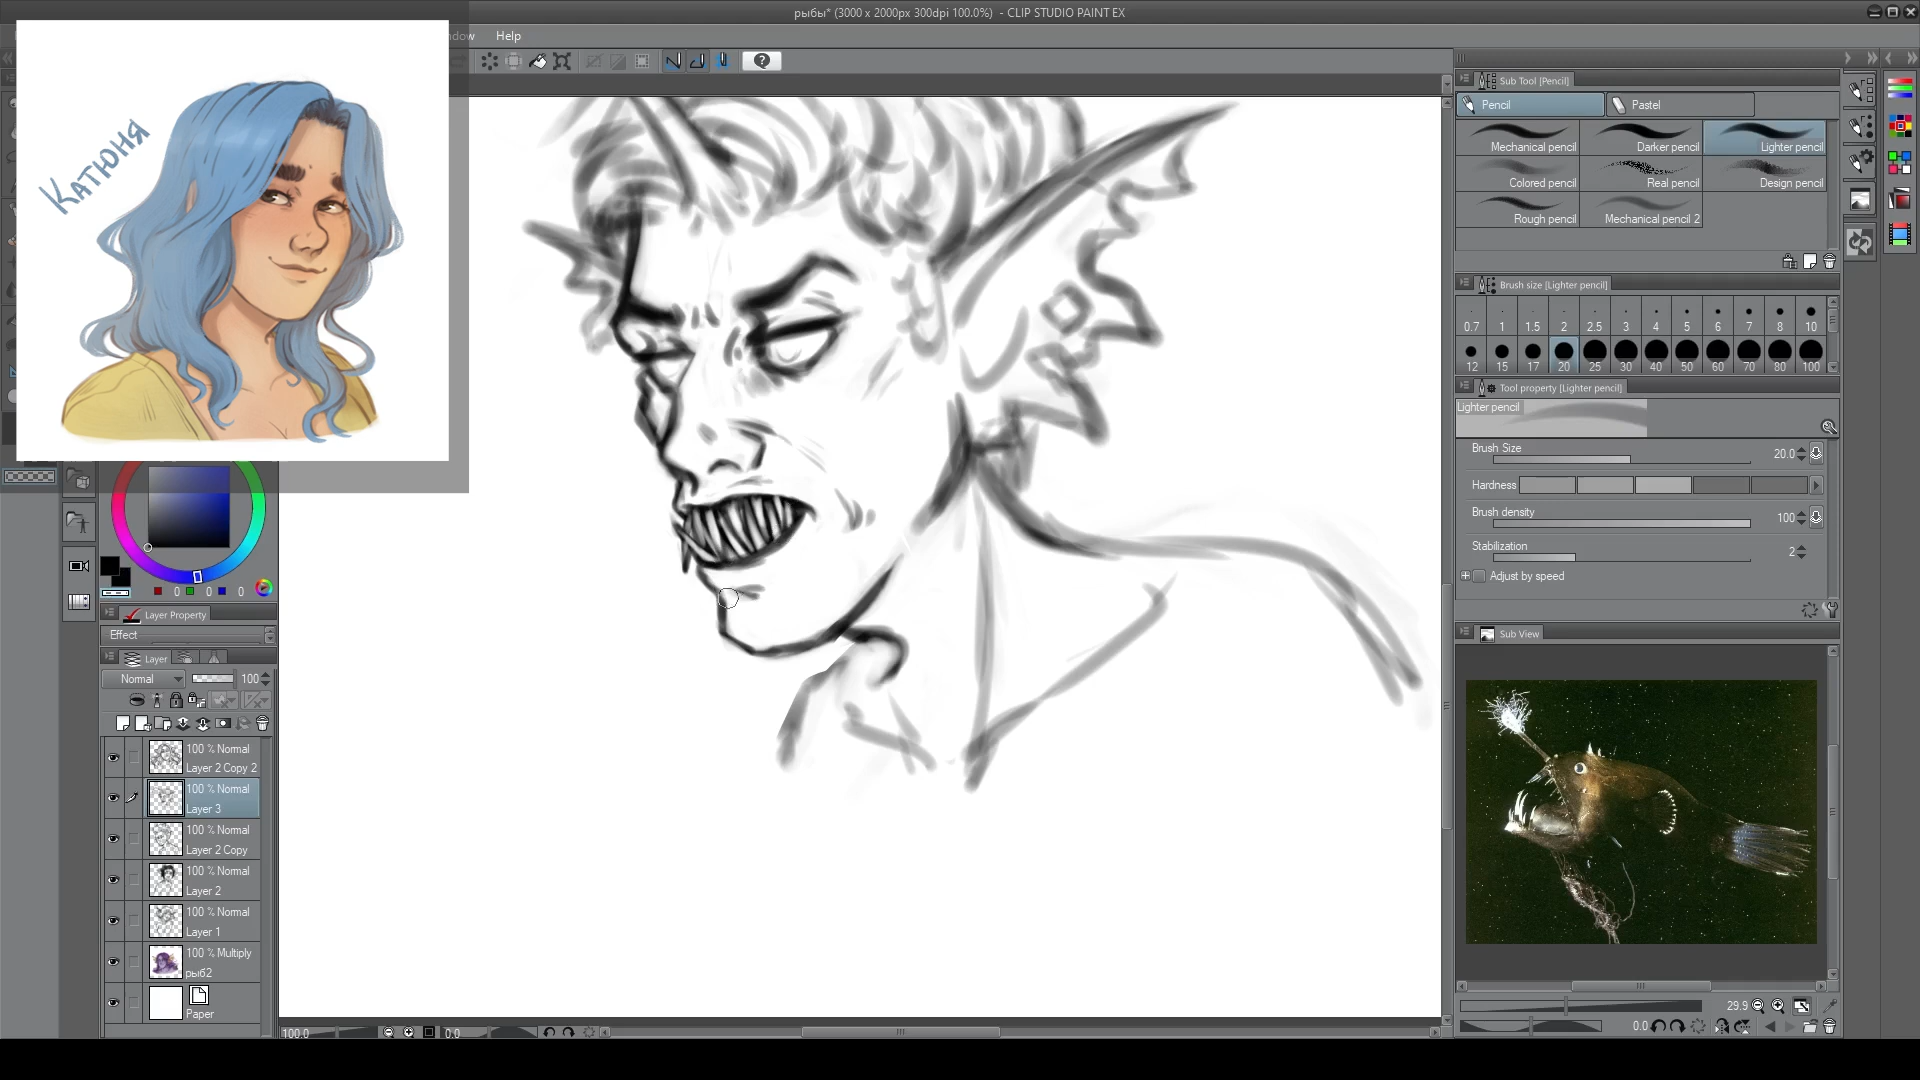 рыбы* (3000 x 2000px 300dpi 100.0%) - CLIP STUDIO PAINT EX
ndow Help
Катюня
Sub Tool [Pencil]
Pencil Pastel
Mechanical pencil Darker pencil Lighter pencil
Colored pencil Real pencil Design pencil
Rough pencil Mechanical pencil 2
Brush size [Lighter pencil]
0.7 1 1.5 2 2.5 3 4 5 6 7 8 10
12 15 17 20 25 30 40 50 60 70 80 100
Tool property [Lighter pencil]
Lighter pencil
Brush Size 20.0
Hardness
Brush density 100
Stabilization 2
Adjust by speed
Sub View
29.9
0.0
0 0 0
Layer Property
Effect
Layer
Normal 100
100 % Normal
Layer 2 Copy 2
100 % Normal
Layer 3
100 % Normal
Layer 2 Copy
100 % Normal
Layer 2
100 % Normal
Layer 1
100 % Multiply
рыб2
Paper
100.0 0.0